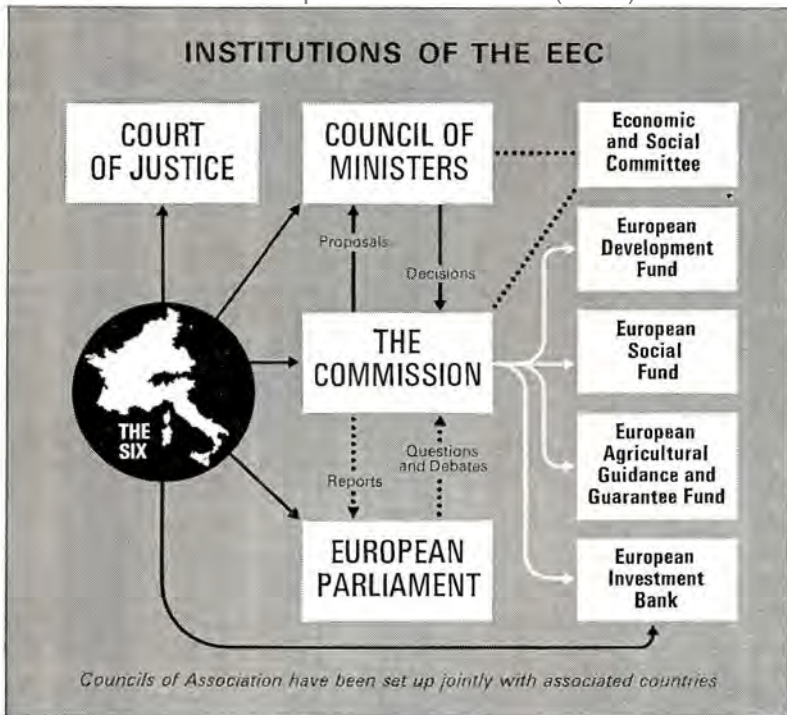 INSTITUTIONS OF THE EEC
COURT
OF JUSTICE
COUNCIL OF
MINISTERS
Economic
and Social
Committee
Proposals
Decisions
European
Development
Fund
THE
COMMISSION
European
Social
Fund
THE
SIX
Reports
Questions
and Debates
European
Agricultural
Guidance and
Guarantee Fund
EUROPEAN
PARLIAMENT
European
Investment
Bank
Councils of Association have been set up jointly with associated countries